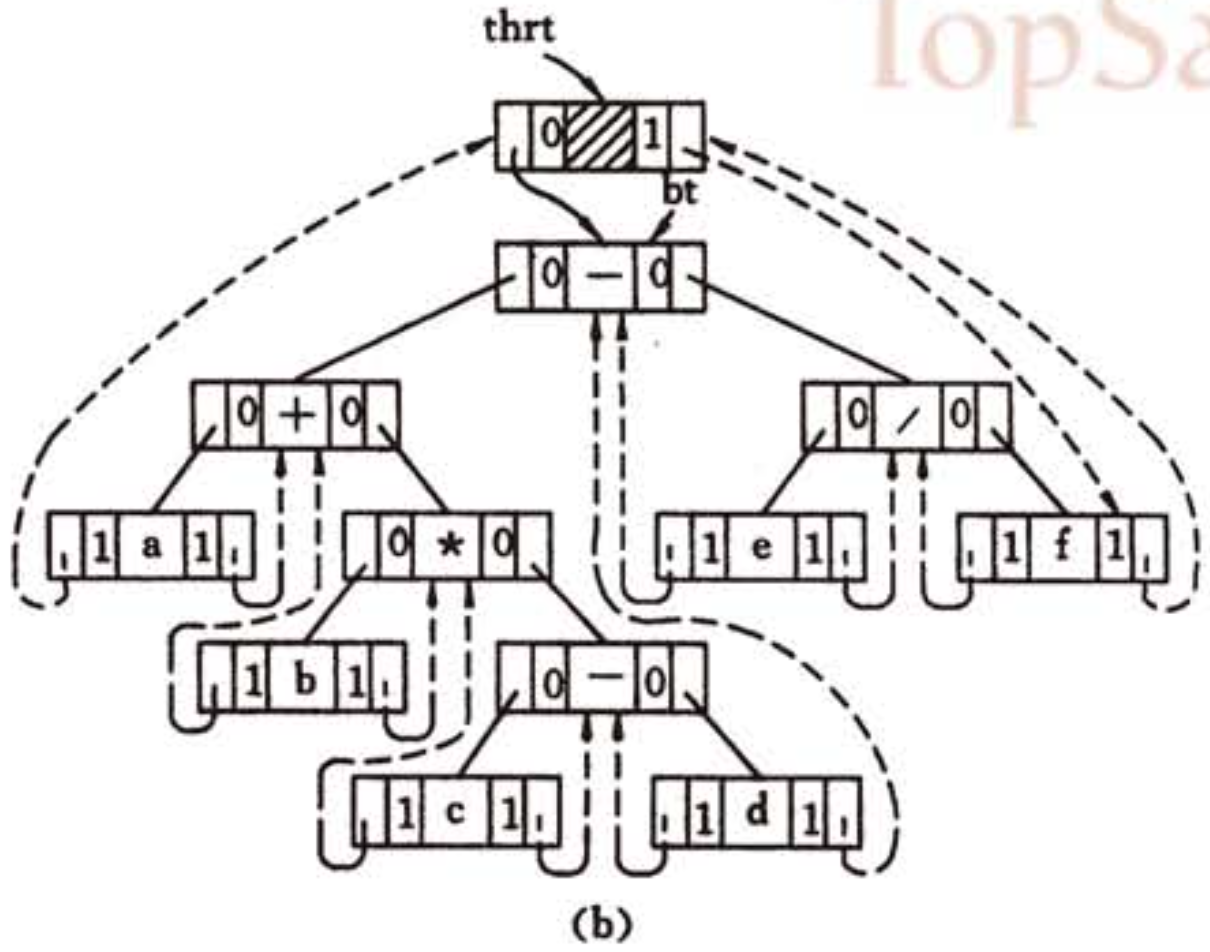 thrt
TopSa
0 1
bt
0 — 0
0 + 0
0 / 0
1 a 1
0 * 0
1 e 1
1 f 1
1 b 1
0 — 0
1 c 1
1 d 1
(b)